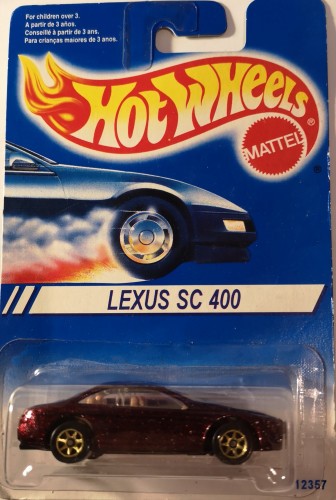 For children over 3.
A partir de 3 años.
Conseillé à partir de 3 ans.
Para crianças maiores de 3 anos.
HOT WHEELS
®
MATTEL
®
LEXUS SC 400
12357